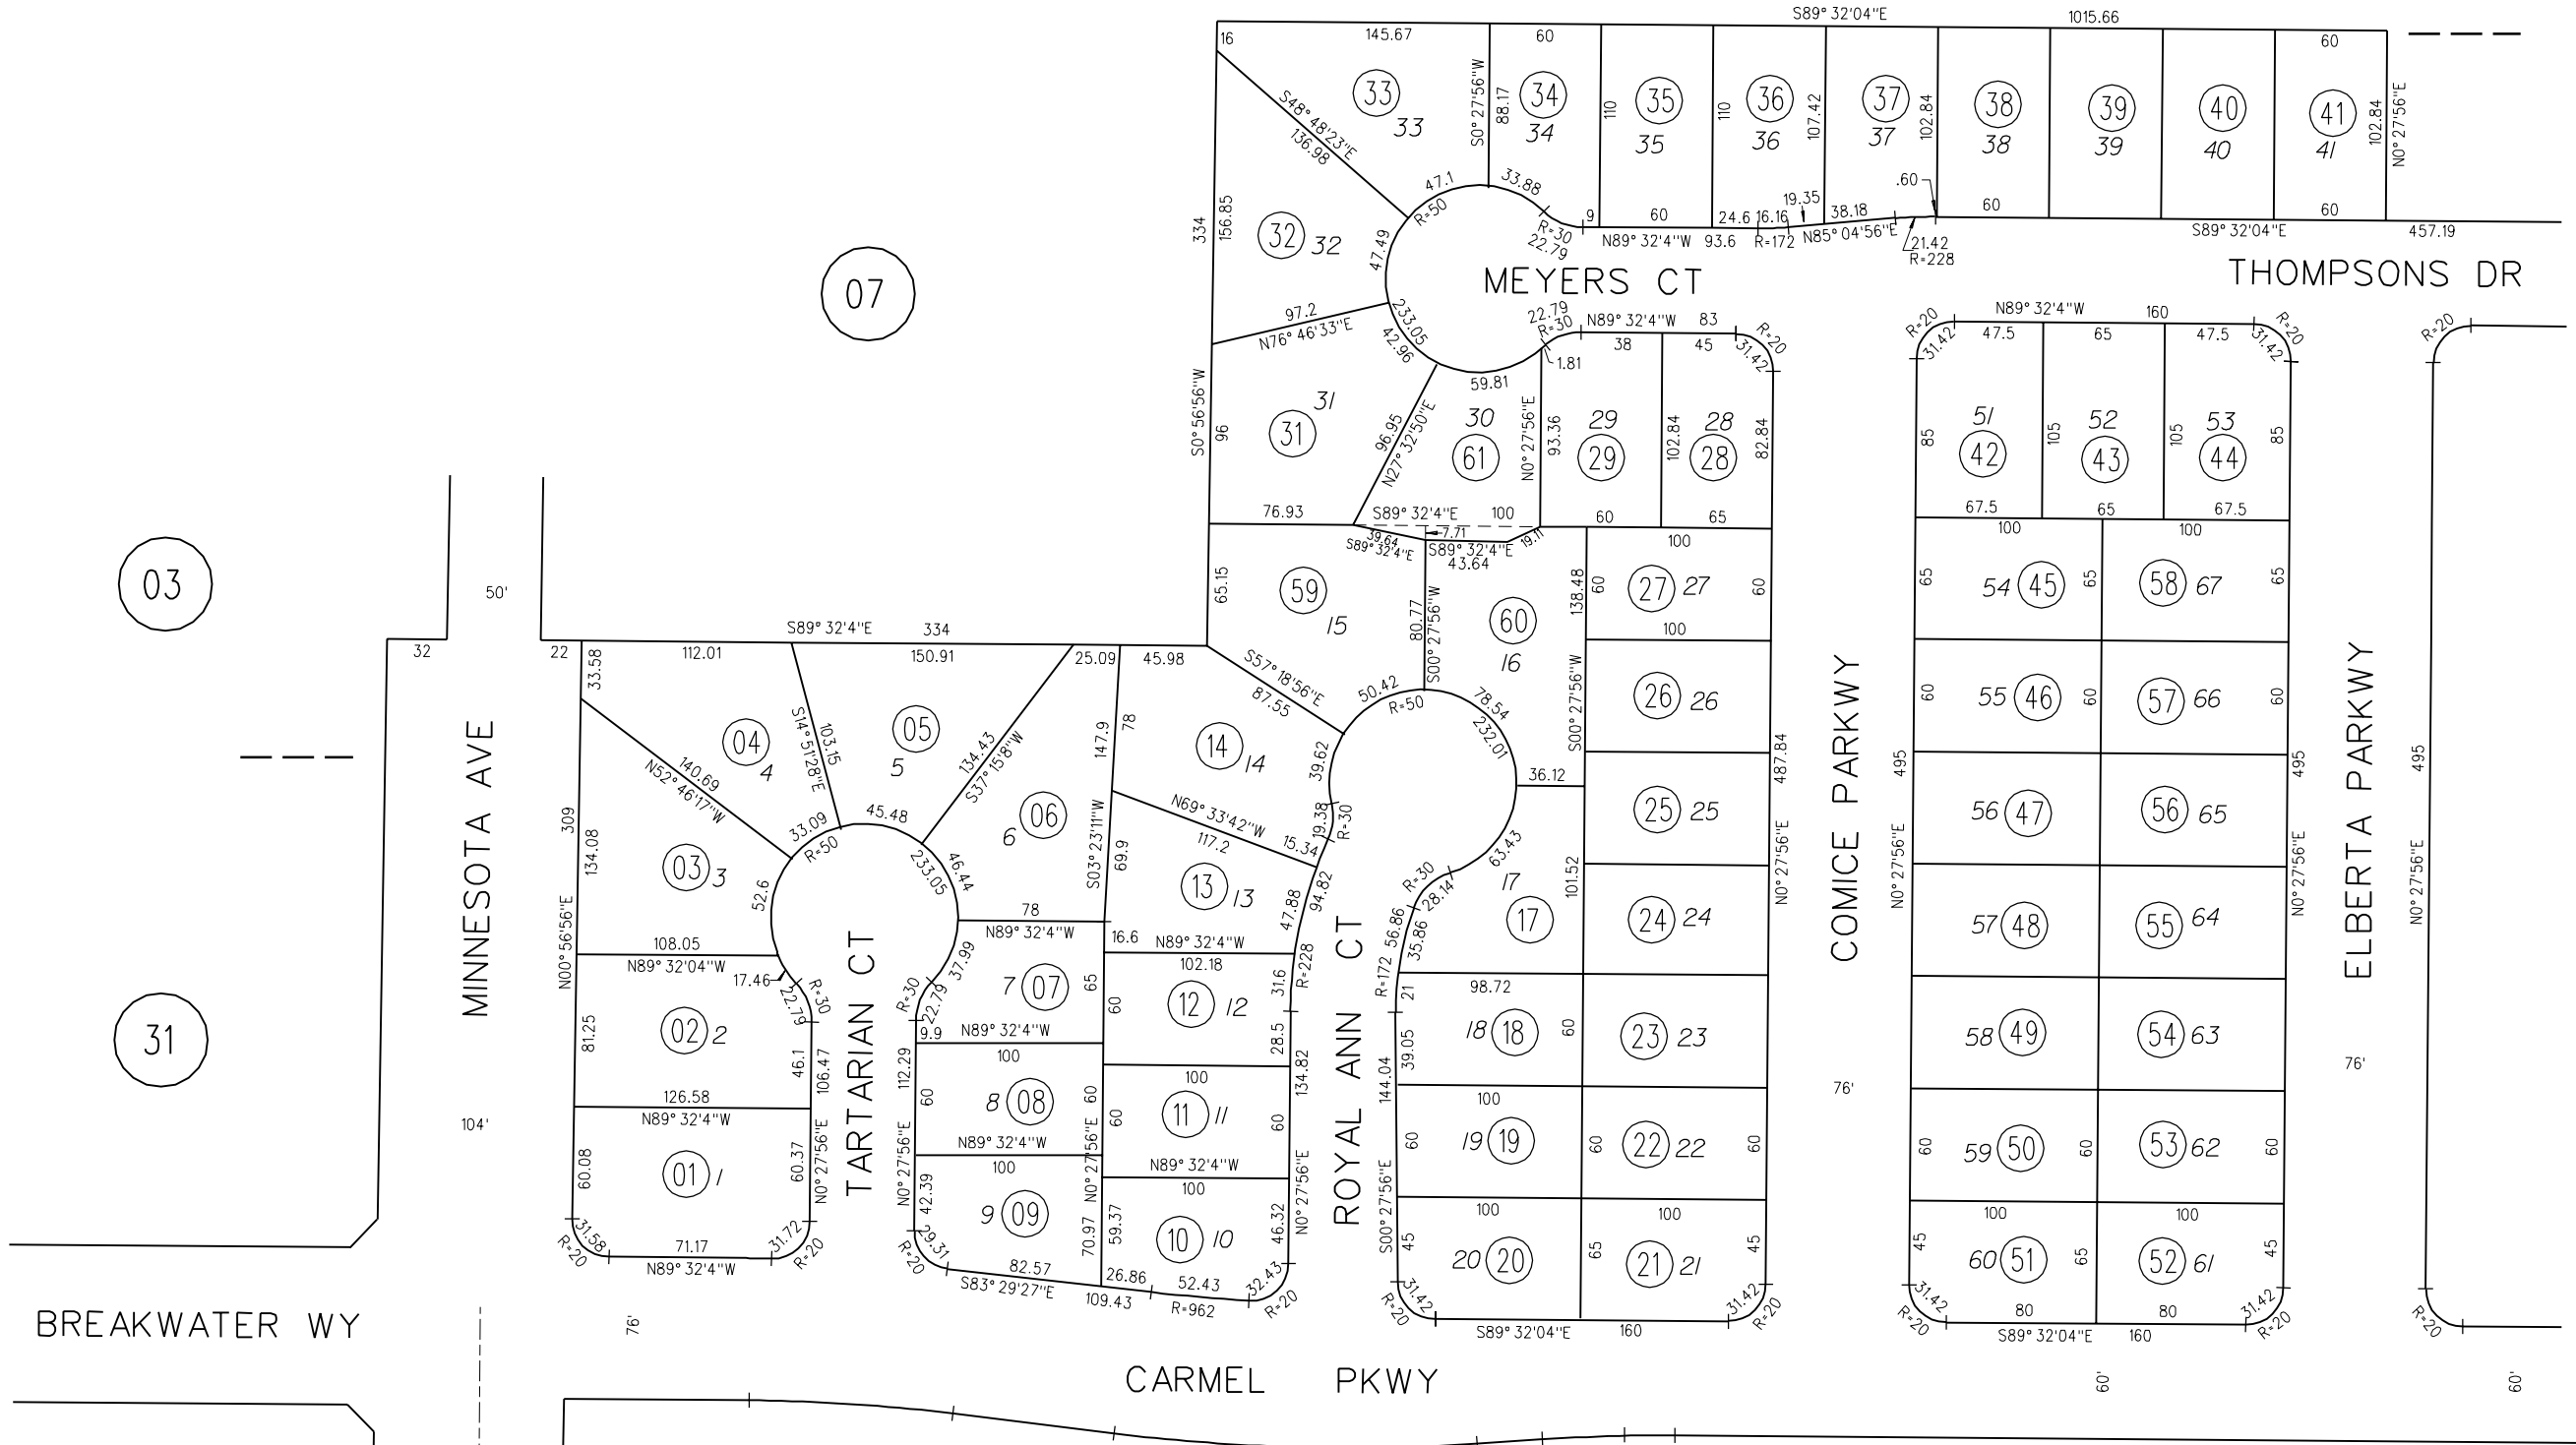 S89° 32'04"E 1015.66
16 145.67 60 60
33 33
S48° 48'23"E
136.98
S0° 27'56"W
88.17
34 34
110
35 35
110
36 36
107.42
37 37
102.84
38 38
39 39
40 40
41 41
102.84
N0° 27'56"E
334
156.85
32 32
47.1
R=50
47.49
33.88
R=30
22.79
9 60 24.6 16.16 19.35 38.18 .60 60 60
N89° 32'4"W 93.6 R=172 N85° 04'56"E
21.42
R=228
S89° 32'04"E 457.19
07
MEYERS CT
THOMPSONS DR
97.2
N76° 46'33"E
233.05
42.96
59.81
22.79
R=30
N89° 32'4"W 83
38 45
R=20
31.42
1.81
S0° 56'56"W
96
31
31
96.95
N27° 32'50"E
30
61
N0° 27'56"E
93.36
29
29
102.84
28
28
82.84
R=20
31.42
N89° 32'4"W 160
47.5 65 47.5
R=20
31.42
R=20
85
51
42
105
52
43
105
53
44
85
67.5 65 67.5
76.93
S89° 32'4"E 100
60 65
39.64
S89° 32'4"E
7.71
S89° 32'4"E
43.64
19.11
100
100 100
03
50'
65.15
59
15
80.77
S00° 27'56"W
60
16
138.48
60
27 27
60
100
65
54 45
65
58 67
65
32
22
S89° 32'4"E 334
112.01 150.91 25.09 45.98
33.58
S57° 18'56"E
87.55
50.42
R=50
78.54
232.01
S00° 27'56"W
26 26
60
55 46
60
57 66
60
MINNESOTA AVE
N52° 46'17"W
140.69
04
4
S14° 51'28"E
103.15
05
5
134.43
S37° 15'8"W
147.9
78
14 14
39.62
36.12
25 25
487.84
COMICE PARKWAY
495
56 47
56 65
495
ELBERTA PARKWAY
495
309
134.08
03 3
52.6
33.09
R=50
45.48
46.44
233.05
6 06
S03° 23'11"W
69.9
N69° 33'42"W
117.2
15.34
19.38
R=30
13 13
47.88
94.82
63.43
R=30
28.14
17
17
101.52
24 24
N0° 27'56"E
N0° 27'56"E
57 48
55 64
N0° 27'56"E
N0° 27'56"E
78
N89° 32'4"W
108.05
N89° 32'04"W
17.46
N00° 56'56"E
22.79
R=30
37.99
R=30
22.79
7 07
65
16.6 N89° 32'4"W
102.18
31.6
R=228
R=172 56.86
35.86
21
98.72
31
81.25
02 2
46.1
106.47
TARTARIAN CT
9.9 N89° 32'4"W
100
60
12 12
28.5
134.82
ROYAL ANN CT
39.05
144.04
18 18
60
23 23
58 49
54 63
126.58
N89° 32'4"W
112.29
60
8 08
60
100
60
11 11
60
100
76'
76'
104'
60.08
01 1
60.37
N0° 27'56"E
N0° 27'56"E
N89° 32'4"W
100
N0° 27'56"E
N89° 32'4"W
100
N0° 27'56"E
60
19 19
60
22 22
60
S00° 27'56"E
60
59 50
60
53 62
60
42.39
9 09
70.97
59.37
10 10
46.32
100
45
20 20
65
100
21 21
45
100
45
60 51
65
100
52 61
45
31.58
R=20
71.17
N89° 32'4"W
31.72
R=20
29.31
R=20
82.57
S83° 29'27"E
26.86
109.43
52.43
R=962
32.43
R=20
31.42
R=20
S89° 32'04"E 160
31.42
R=20
31.42
R=20
80 80
S89° 32'04"E 160
31.42
R=20
R=20
BREAKWATER WY
76'
CARMEL PKWY
60'
60'